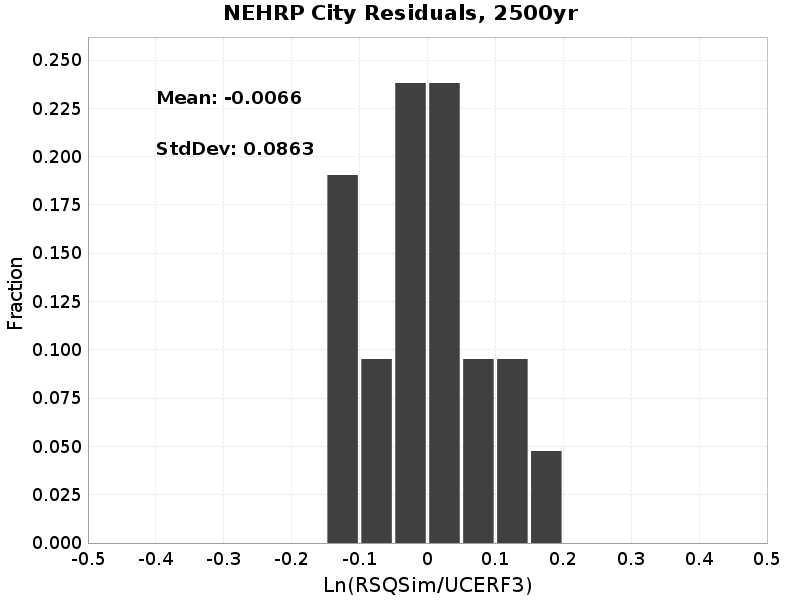 NEHRP City Residuals, 2500yr
0.250
Mean: -0.0066
0.225
StdDev: 0.0863
0.200
0.175
0.150
0.125
Fraction
0.100
0.075
0.050
0.025
0.000
-0.5 -0.4 -0.3 -0.2 -0.1 0 0.1 0.2 0.3 0.4 0.5
Ln(RSQSim/UCERF3)